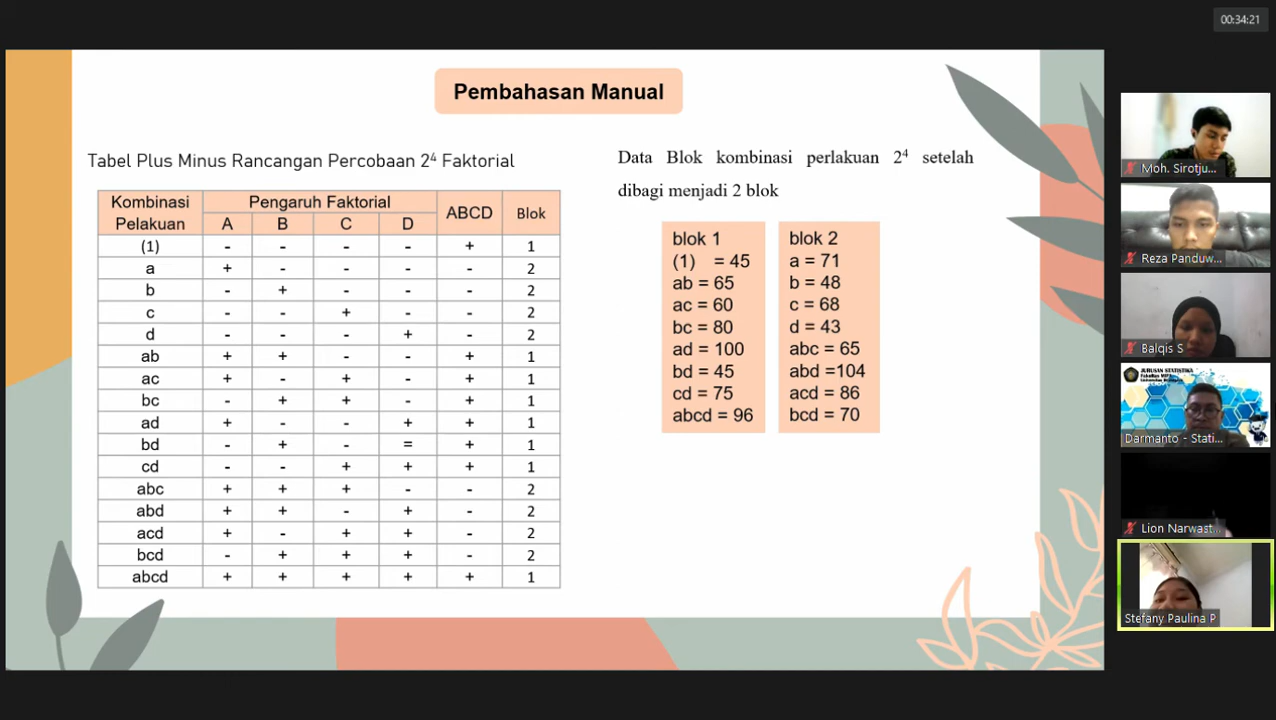 00:34:21
Pembahasan Manual
Tabel Plus Minus Rancangan Percobaan 2⁴ Faktorial
Kombinasi Pelakuan Pengaruh Faktorial ABCD Blok
A B C D
(1) - - - - + 1
a + - - - - 2
b - + - - - 2
c - - + - - 2
d - - - + - 2
ab + + - - + 1
ac + - + - + 1
bc - + + - + 1
ad + - - + + 1
bd - + - = + 1
cd - - + + + 1
abc + + + - - 2
abd + + - + - 2
acd + - + + - 2
bcd - + + + - 2
abcd + + + + + 1
Data Blok kombinasi perlakuan 2⁴ setelah
dibagi menjadi 2 blok
blok 1
(1) = 45
ab = 65
ac = 60
bc = 80
ad = 100
bd = 45
cd = 75
abcd = 96
blok 2
a = 71
b = 48
c = 68
d = 43
abc = 65
abd =104
acd = 86
bcd = 70
Moh. Sirotju...
Reza Panduw...
Balqis S
JURUSAN STATISTIKA
Darmanto - Stati...
Lion Narwast...
Stefany Paulina P